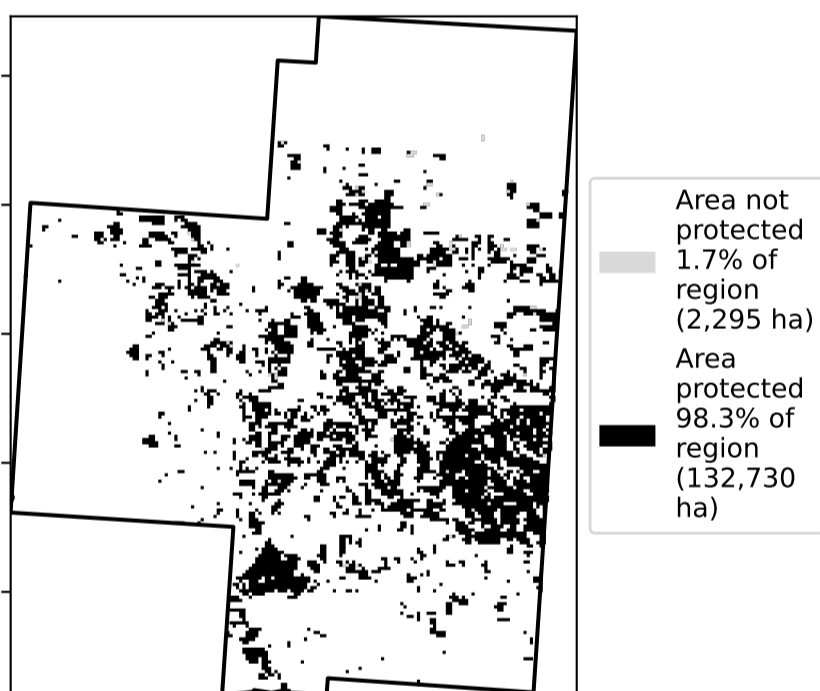 Area not
protected
1.7% of
region
(2,295 ha)
Area
protected
98.3% of
region
(132,730
ha)